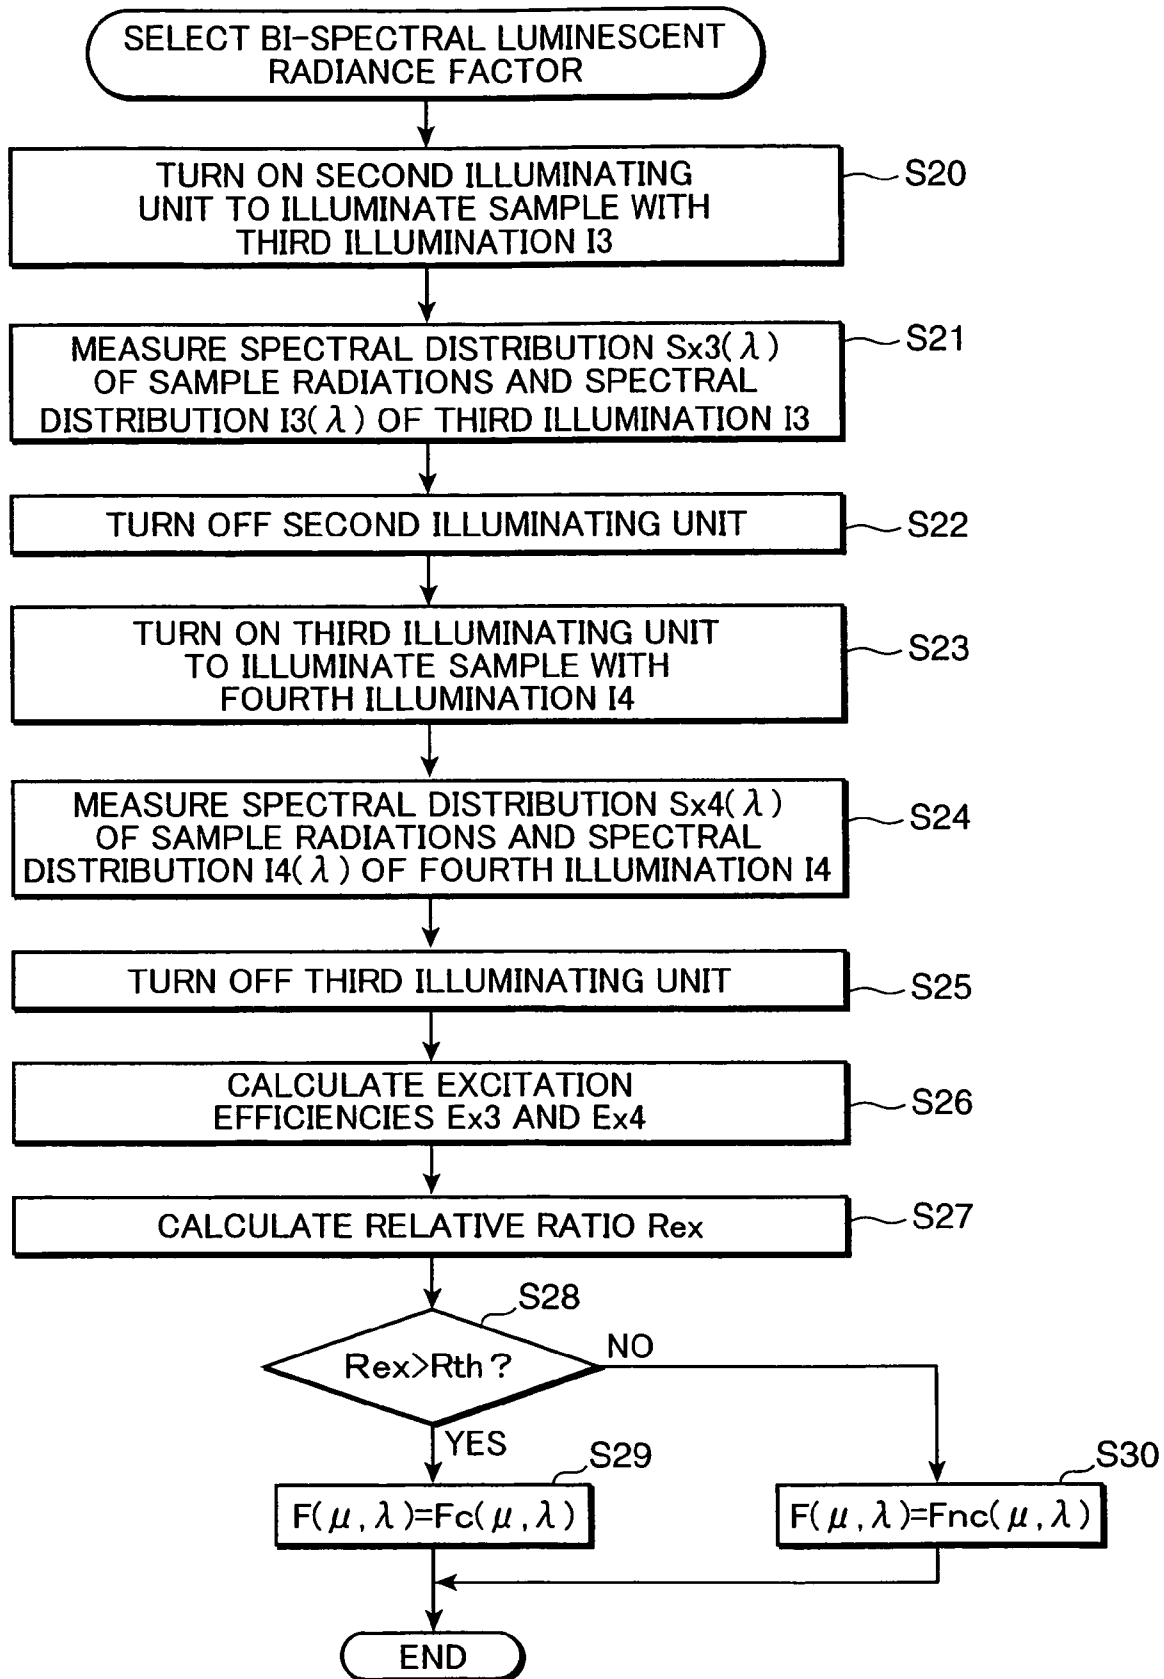 SELECT BI-SPECTRAL LUMINESCENT
RADIANCE FACTOR
TURN ON SECOND ILLUMINATING
UNIT TO ILLUMINATE SAMPLE WITH
THIRD ILLUMINATION I3
S20
MEASURE SPECTRAL DISTRIBUTION Sx3(λ)
OF SAMPLE RADIATIONS AND SPECTRAL
DISTRIBUTION I3(λ) OF THIRD ILLUMINATION I3
S21
TURN OFF SECOND ILLUMINATING UNIT
S22
TURN ON THIRD ILLUMINATING UNIT
TO ILLUMINATE SAMPLE WITH
FOURTH ILLUMINATION I4
S23
MEASURE SPECTRAL DISTRIBUTION Sx4(λ)
OF SAMPLE RADIATIONS AND SPECTRAL
DISTRIBUTION I4(λ) OF FOURTH ILLUMINATION I4
S24
TURN OFF THIRD ILLUMINATING UNIT
S25
CALCULATE EXCITATION
EFFICIENCIES Ex3 AND Ex4
S26
CALCULATE RELATIVE RATIO Rex
S27
S28
Rex>Rth?
NO
YES
S29
F(μ,λ)=Fc(μ,λ)
S30
F(μ,λ)=Fnc(μ,λ)
END